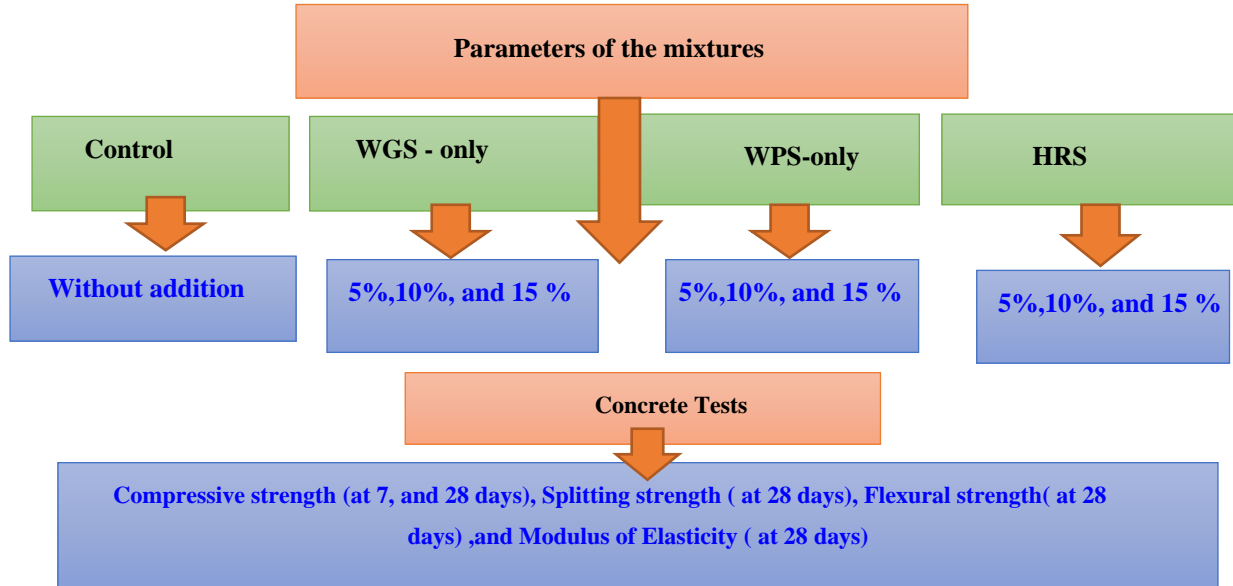 Parameters of the mixtures
Control
WGS - only
WPS-only
HRS
Without addition
5%,10%, and 15 %
5%,10%, and 15 %
5%,10%, and 15 %
Concrete Tests
Compressive strength (at 7, and 28 days), Splitting strength ( at 28 days), Flexural strength( at 28
days) ,and Modulus of Elasticity ( at 28 days)